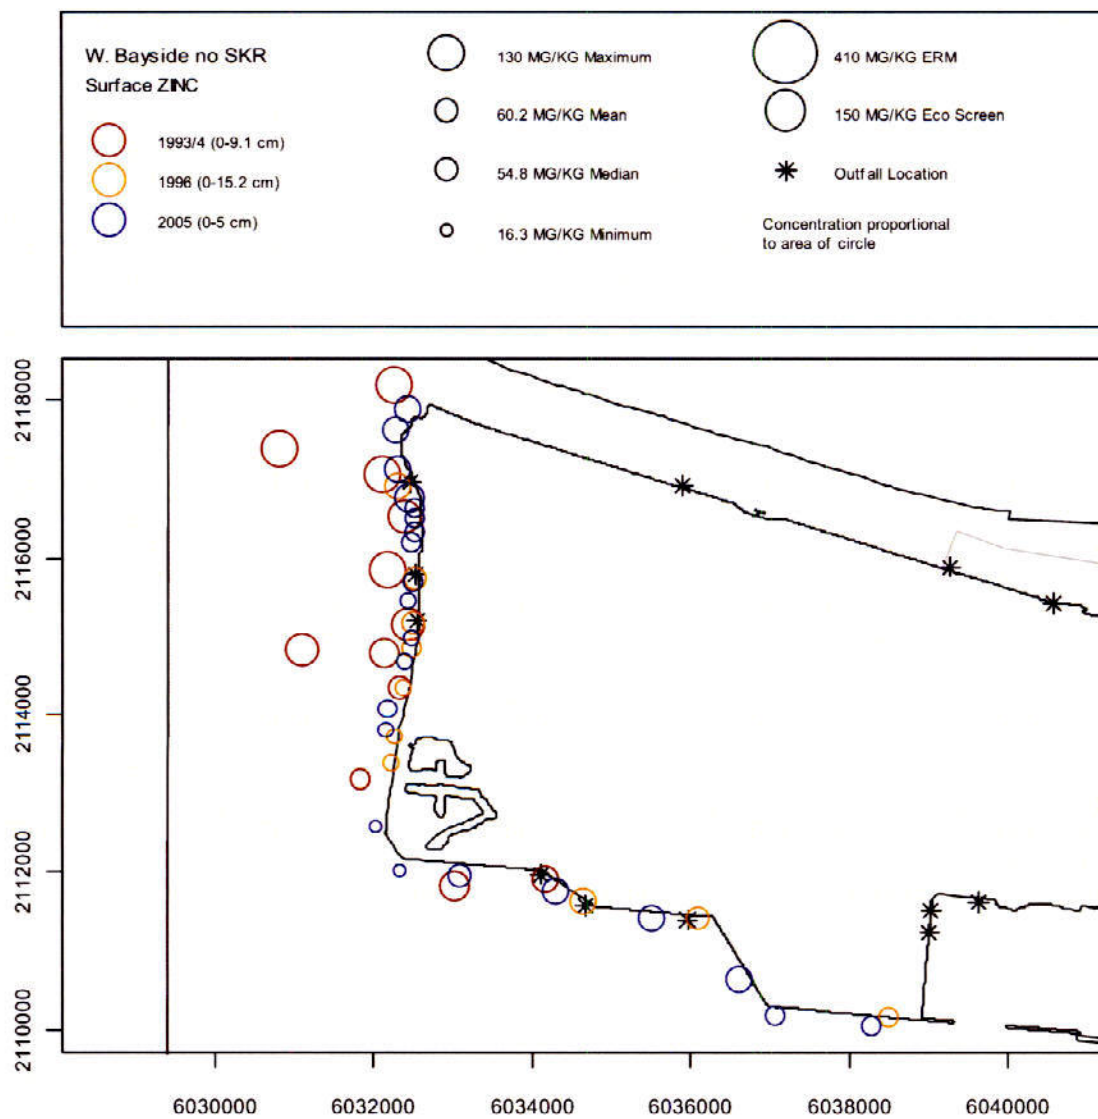 W. Bayside no SKR
Surface ZINC
1993/4 (0-9.1 cm)
1996 (0-15.2 cm)
2005 (0-5 cm)
130 MG/KG Maximum
60.2 MG/KG Mean
54.8 MG/KG Median
16.3 MG/KG Minimum
410 MG/KG ERM
150 MG/KG Eco Screen
Outfall Location
Concentration proportional
to area of circle
2118000
2116000
2114000
2112000
2110000
6030000 6032000 6034000 6036000 6038000 6040000